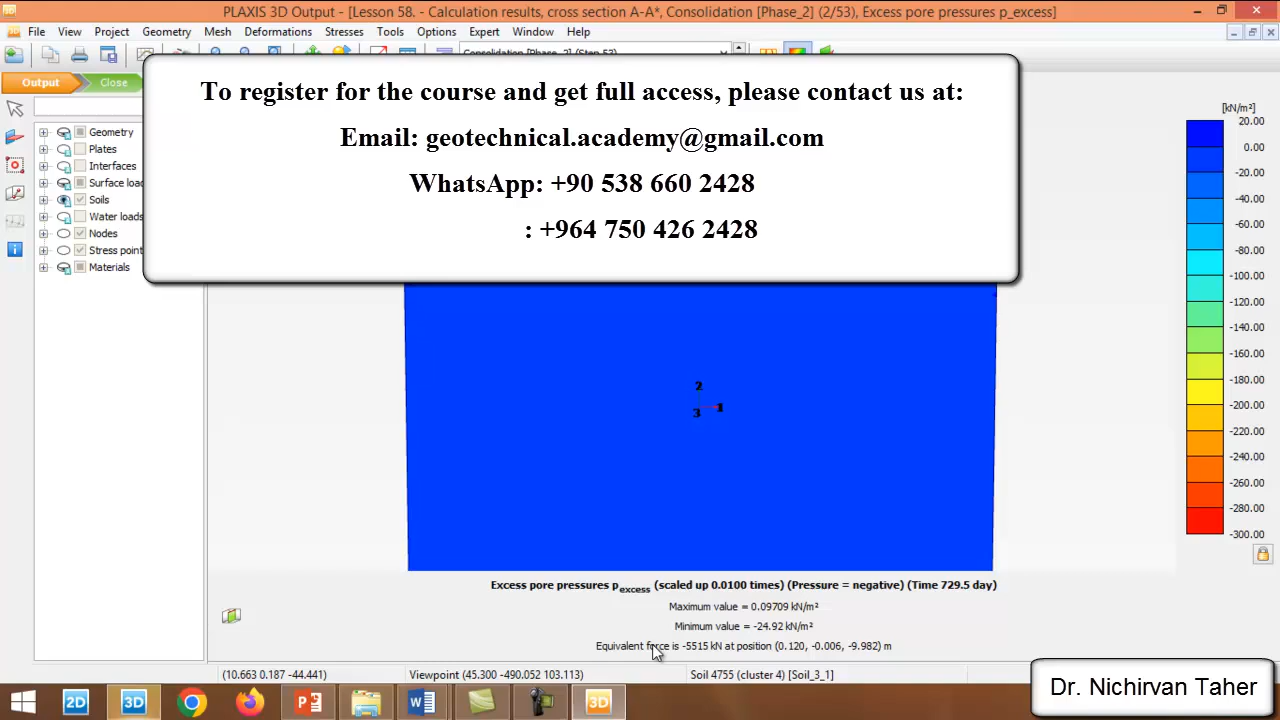 PLAXIS 3D Output - [Lesson 58. - Calculation results, cross section A-A*, Consolidation [Phase_2] (2/53), Excess pore pressures p_excess]
File View Project Geometry Mesh Deformations Stresses Tools Options Expert Window Help
Output Close
To register for the course and get full access, please contact us at:
Email: geotechnical.academy@gmail.com
WhatsApp: +90 538 660 2428
: +964 750 426 2428
Geometry
Plates
Interfaces
Surface loa
Soils
Water loads
Nodes
Stress point
Materials
[kN/m²]
20.00
0.00
-20.00
-40.00
-60.00
-80.00
-100.00
-120.00
-140.00
-160.00
-180.00
-200.00
-220.00
-240.00
-260.00
-280.00
-300.00
2
1
3
Excess pore pressures p excess (scaled up 0.0100 times) (Pressure = negative) (Time 729.5 day)
Maximum value = 0.09709 kN/m²
Minimum value = -24.92 kN/m²
Equivalent force is -5515 kN at position (0.120, -0.006, -9.982) m
(10.663 0.187 -44.441) Viewpoint (45.300 -490.052 103.113) Soil 4755 (cluster 4) [Soil_3_1]
Dr. Nichirvan Taher
2D 3D P W 3D